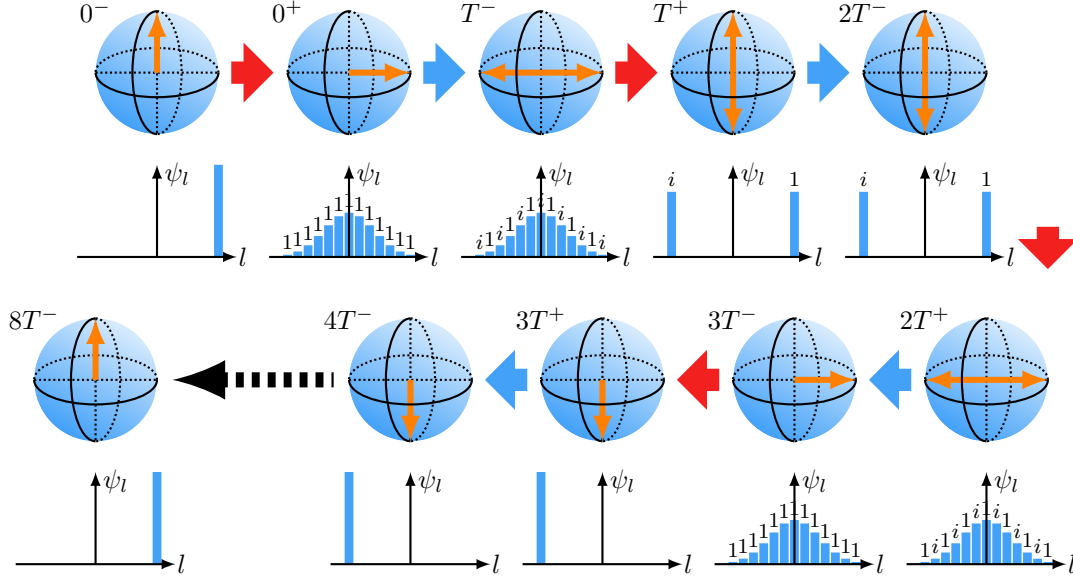 0⁻ 0⁺ T⁻ T⁺ 2T⁻
ψ_l ψ_l ψ_l ψ_l ψ_l
1 1 1 1 1 1 1 1 1 1 1 1 1
i 1 i 1 i 1 i 1 i 1 i 1 i
i 1
i 1
l l l l l
8T⁻ 4T⁻ 3T⁺ 3T⁻ 2T⁺
ψ_l ψ_l ψ_l ψ_l ψ_l
1 1 1 1 1 1 1 1 1 1 1 1 1
1 i 1 i 1 i 1 i 1 i 1 i 1
l l l l l